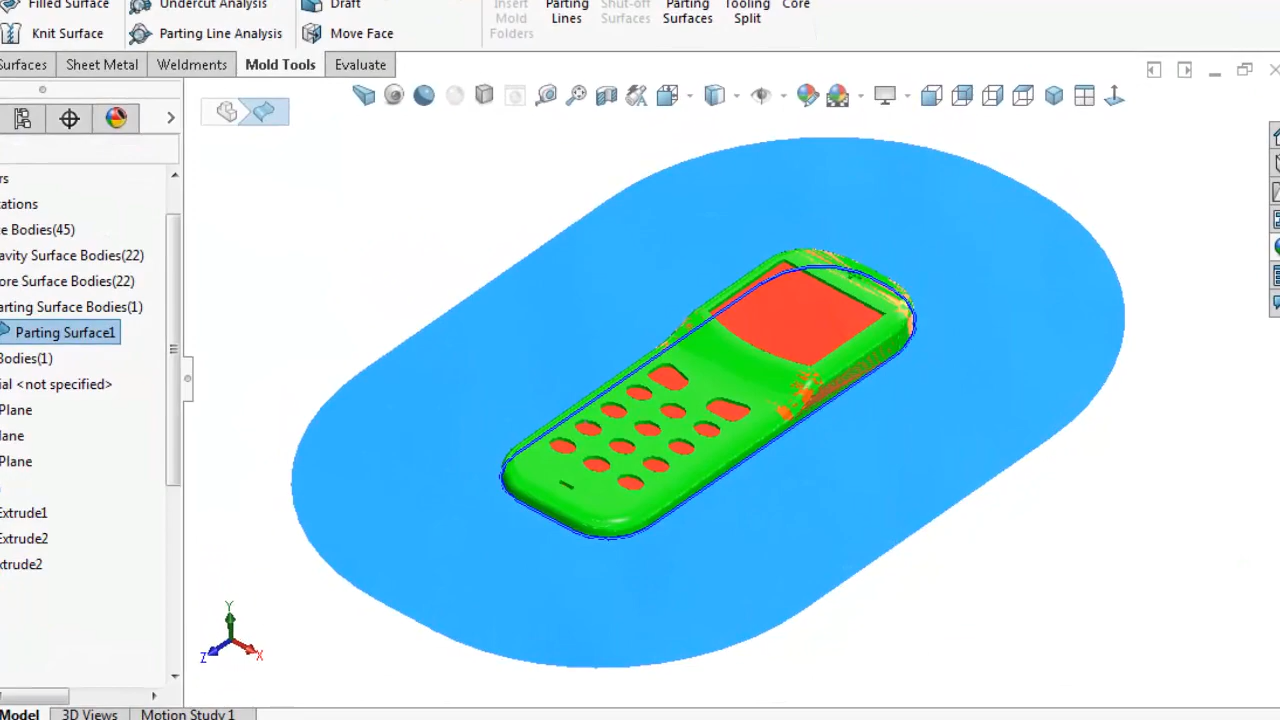 Filled Surface
Undercut Analysis
Draft
Insert Mold Folders
Parting Lines
Shut-off Surfaces
Parting Surfaces
Tooling Split
Core
Knit Surface
Parting Line Analysis
Move Face
Surfaces
Sheet Metal
Weldments
Mold Tools
Evaluate
rs
tations
ce Bodies(45)
avity Surface Bodies(22)
ore Surface Bodies(22)
arting Surface Bodies(1)
Parting Surface1
Bodies(1)
ial <not specified>
Plane
lane
Plane
Extrude1
Extrude2
xtrude2
Y
Z
X
Model
3D Views
Motion Study 1